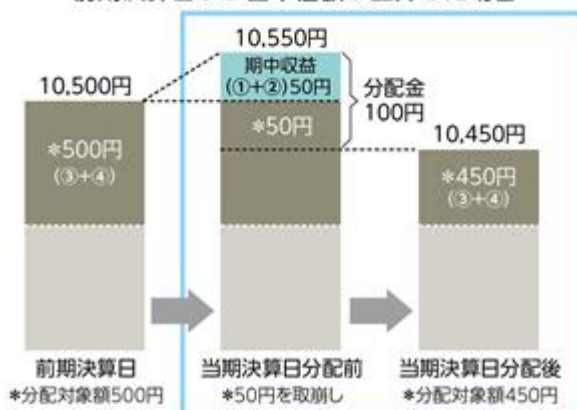 10,550円
10,500円
期中収益
(①+②)50円
分配金
100円
*50円
10,450円
*500円
(③+④)
*450円
(③+④)
前期決算日
当期決算日分配前
当期決算日分配後
*分配対象額500円
*50円を取崩し
*分配対象額450円